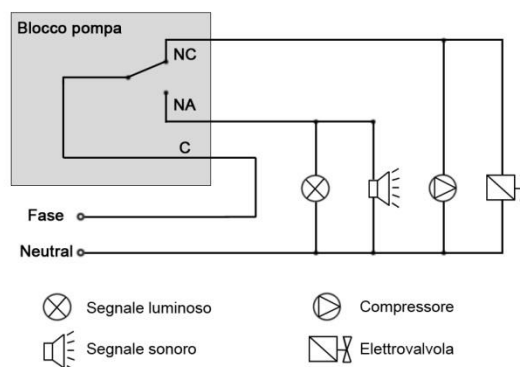 Blocco pompa
NC
NA
C
Fase
Neutral
Segnale luminoso
Compressore
Segnale sonoro
Elettrovalvola